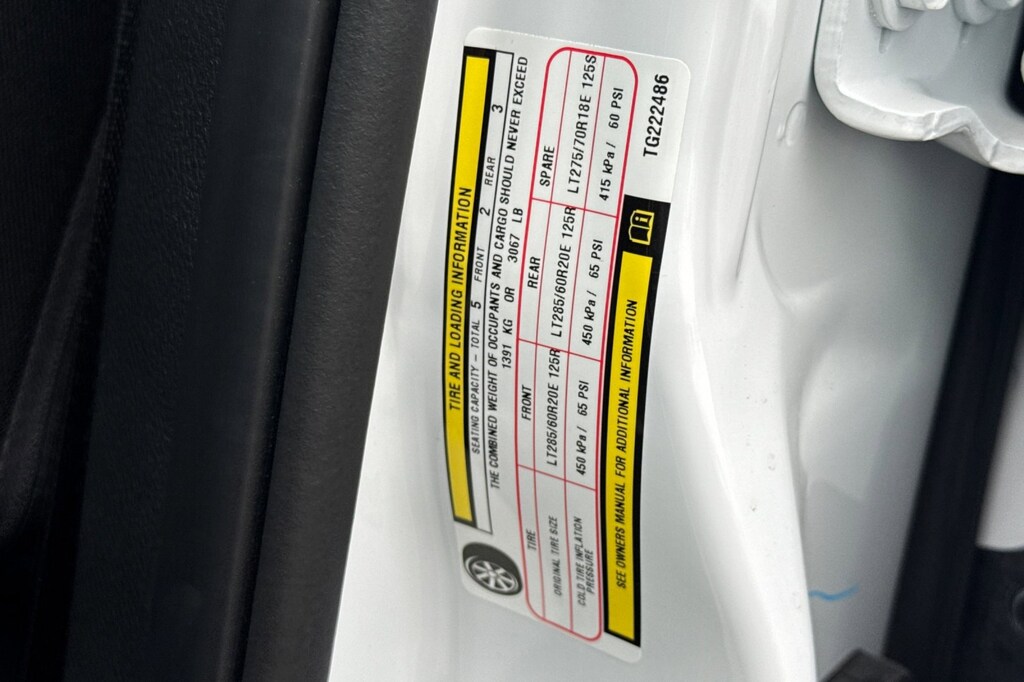 TIRE AND LOADING INFORMATION
SEATING CAPACITY – TOTAL 5 FRONT 2 REAR 3
THE COMBINED WEIGHT OF OCCUPANTS AND CARGO SHOULD NEVER EXCEED
1391 KG OR 3067 LB
TIRE FRONT REAR SPARE
ORIGINAL TIRE SIZE LT285/60R20E 125R LT285/60R20E 125R LT275/70R18E 125S
COLD TIRE INFLATION PRESSURE 450 kPa/ 65 PSI 450 kPa/ 65 PSI 415 kPa/ 60 PSI
SEE OWNERS MANUAL FOR ADDITIONAL INFORMATION
TG222486